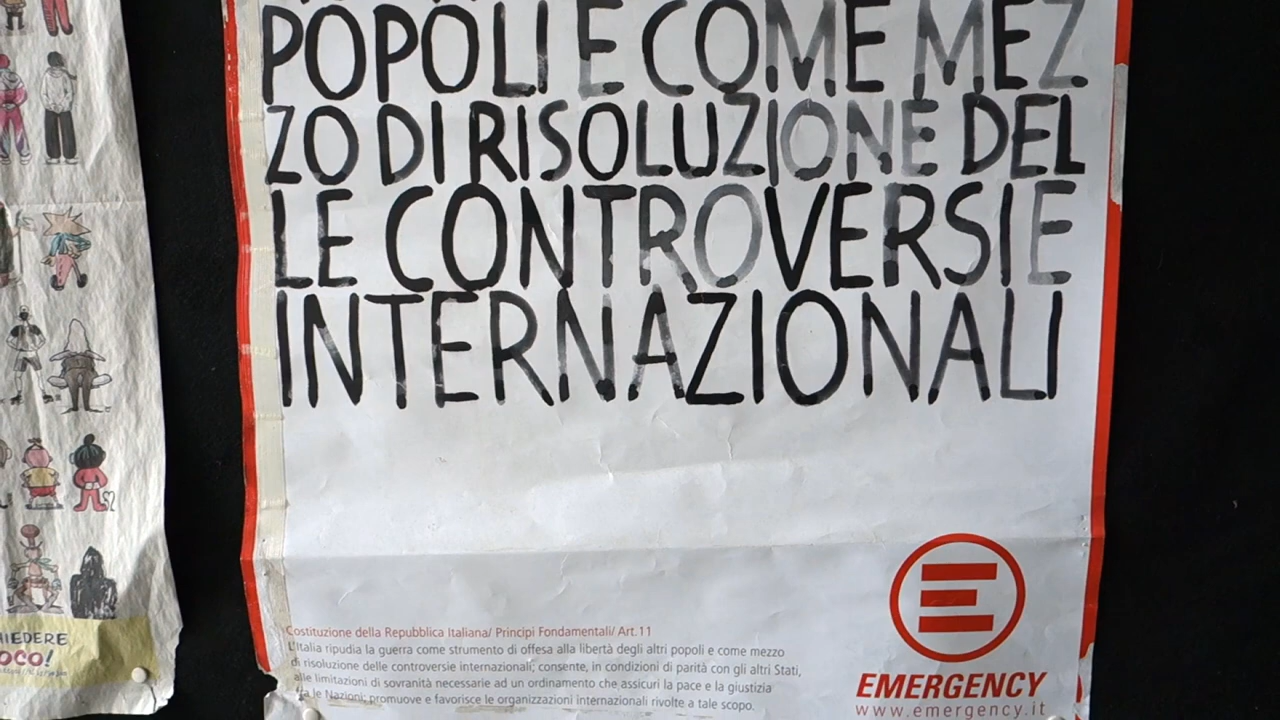 POPOLI E COME MEZ
ZO DI RISOLUZIONE DEL
LE CONTROVERSIE
INTERNAZIONALI
Costituzione della Repubblica Italiana/ Principi Fondamentali/ Art.11
L'Italia ripudia la guerra come strumento di offesa alla libertà degli altri popoli e come mezzo
di risoluzione delle controversie internazionali; consente, in condizioni di parità con gli altri Stati,
alle limitazioni di sovranità necessarie ad un ordinamento che assicuri la pace e la giustizia
fra le Nazioni; promuove e favorisce le organizzazioni internazionali rivolte a tale scopo.
E
EMERGENCY
www.emergency.it
HIEDERE
OCO!